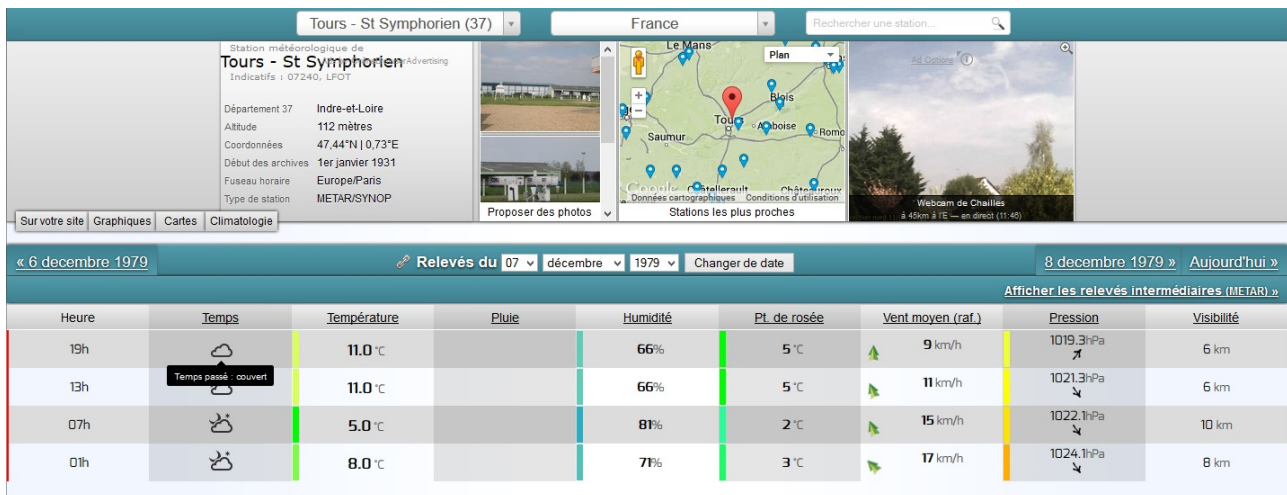 Tours - St Symphorien (37) France Rechercher une station...
Station météorologique de
Tours - St Symphorien
Indicatifs : 07240, LFOT
Département 37 Indre-et-Loire
Altitude 112 mètres
Coordonnées 47,44°N | 0,73°E
Début des archives 1er janvier 1931
Fuseau horaire Europe/Paris
Type de station METAR/SYNOP
Proposer des photos
Le Mans
Plan
Blois
Tours
Saumur
Châtellerault
Google
Données cartographiques Conditions d'utilisation
Stations les plus proches
Ad Options
Webcam de Chailles
à 45km à l'E — en direct (11:46)
Sur votre site Graphiques Cartes Climatologie
« 6 decembre 1979 Relevés du 07 décembre 1979 Changer de date 8 decembre 1979 » Aujourd'hui »
Afficher les relevés intermédiaires (METAR) »
Heure Temps Température Pluie Humidité Pt. de rosée Vent moyen (raf.) Pression Visibilité
19h 11.0 °C 66% 5 °C 9 km/h 1019.3hPa 6 km
Temps passé : couvert
13h 11.0 °C 66% 5 °C 11 km/h 1021.3hPa 6 km
07h 5.0 °C 81% 2 °C 15 km/h 1022.1hPa 10 km
01h 8.0 °C 71% 3 °C 17 km/h 1024.1hPa 8 km